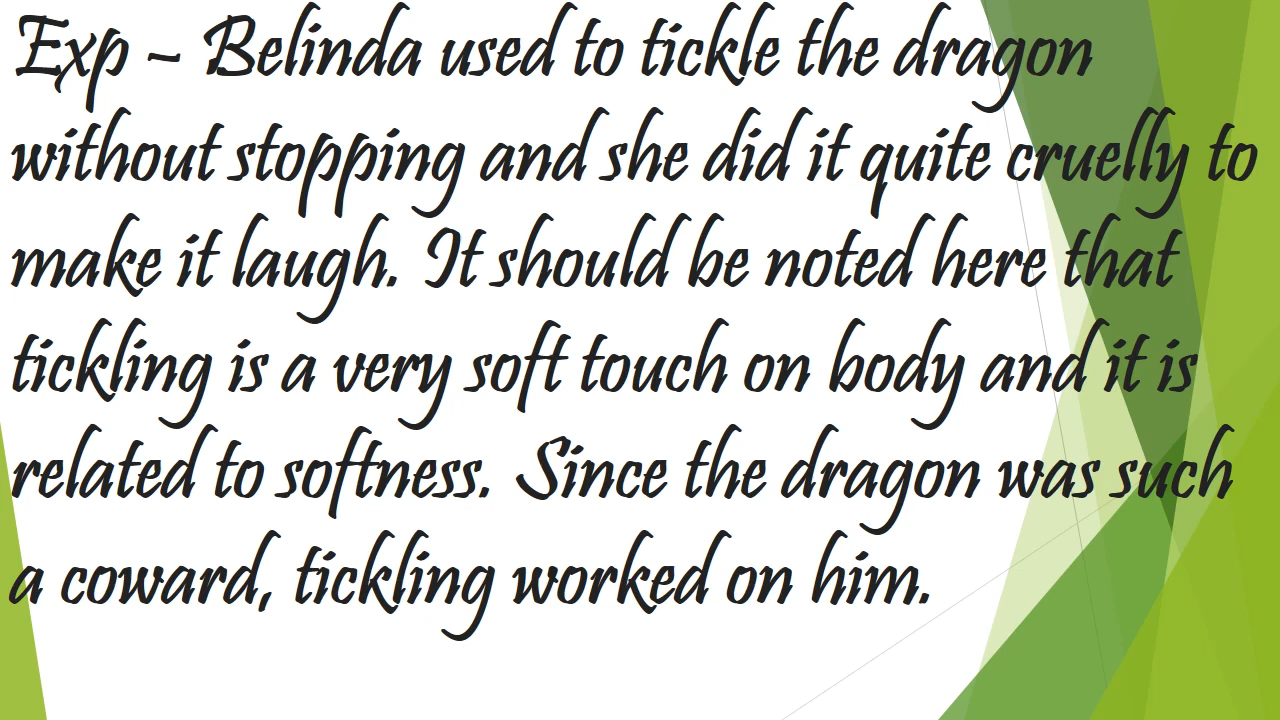 Exp – Belinda used to tickle the dragon
without stopping and she did it quite cruelly to
make it laugh. It should be noted here that
tickling is a very soft touch on body and it is
related to softness. Since the dragon was such
a coward, tickling worked on him.